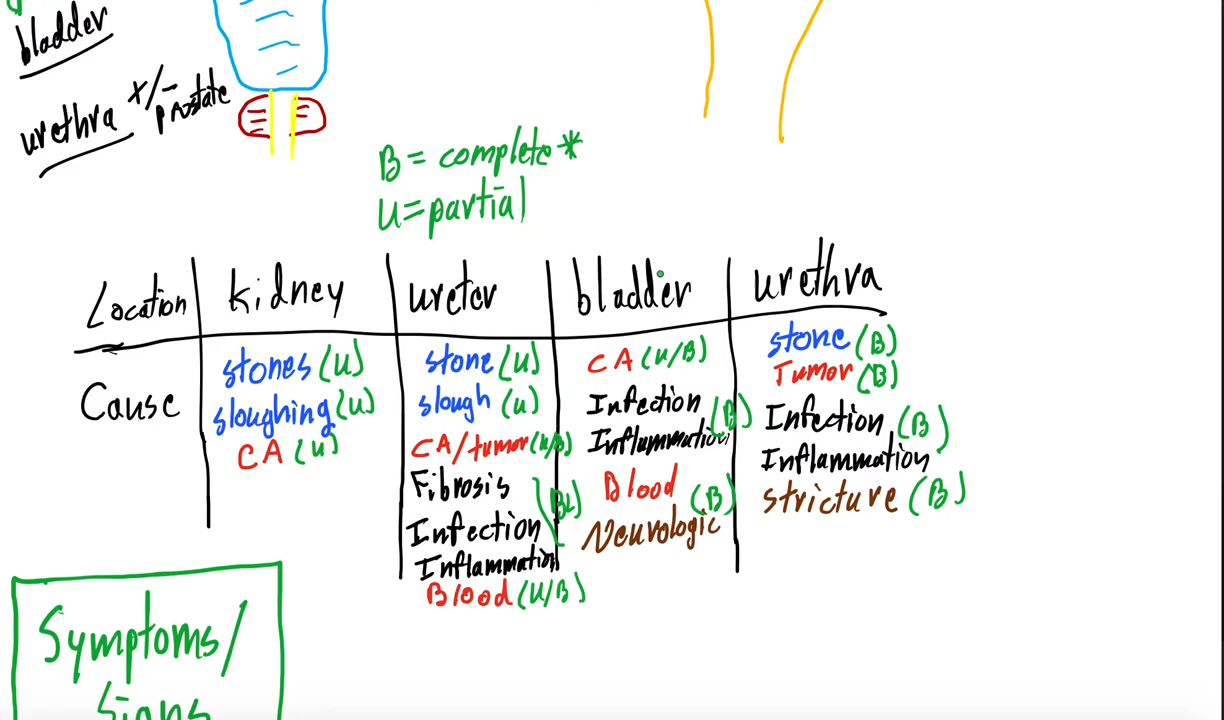 bladder
urethra +/- prostate
B = complete *
U = partial
Location kidney ureter bladder urethra
Cause
stones (U)
sloughing (U)
CA (U)
stone (U)
slough (U)
CA/tumor (U/B)
Fibrosis
Infection
Inflammation
Blood (U/B)
CA (U/B)
Infection
Inflammation (B)
Blood
Neurologic (B)
stone (B)
Tumor (B)
Infection
Inflammation (B)
stricture (B)
Symptoms/
Signs